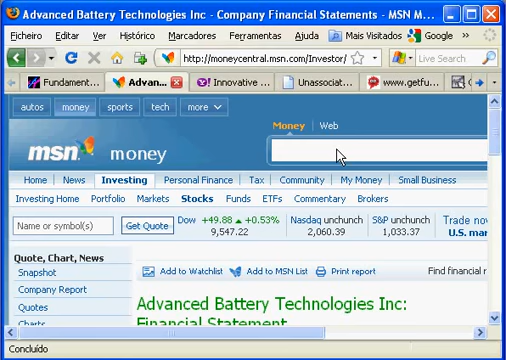 Advanced Battery Technologies Inc - Company Financial Statements - MSN M...
Ficheiro Editar Ver Histórico Marcadores Ferramentas Ajuda Mais Visitados Google
http://moneycentral.msn.com/Investor/ Live Search
Fundament... Advan... Innovative ... Unassociat... www.getfu...
autos money sports tech more
Money Web
msn money
Home News Investing Personal Finance Tax Community My Money Small Business
Investing Home Portfolio Markets Stocks Funds ETFs Commentary Brokers
Name or symbol(s) Get Quote Dow +49.88 +0.53% Nasdaq unchunch S&P unchunch Trade now
9,547.22 2,060.39 1,033.37 U.S. mar
Quote, Chart, News
Snapshot Add to Watchlist Add to MSN List Print report Find financial r
Company Report
Quotes Advanced Battery Technologies Inc:
Charts Financial Statement
Concluído